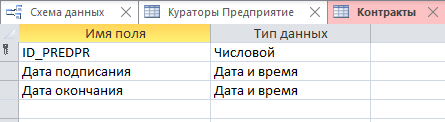 Схема данных Кураторы Предприятие Контракты
Имя поля Тип данных
ID_PREDPR Числовой
Дата подписания Дата и время
Дата окончания Дата и время